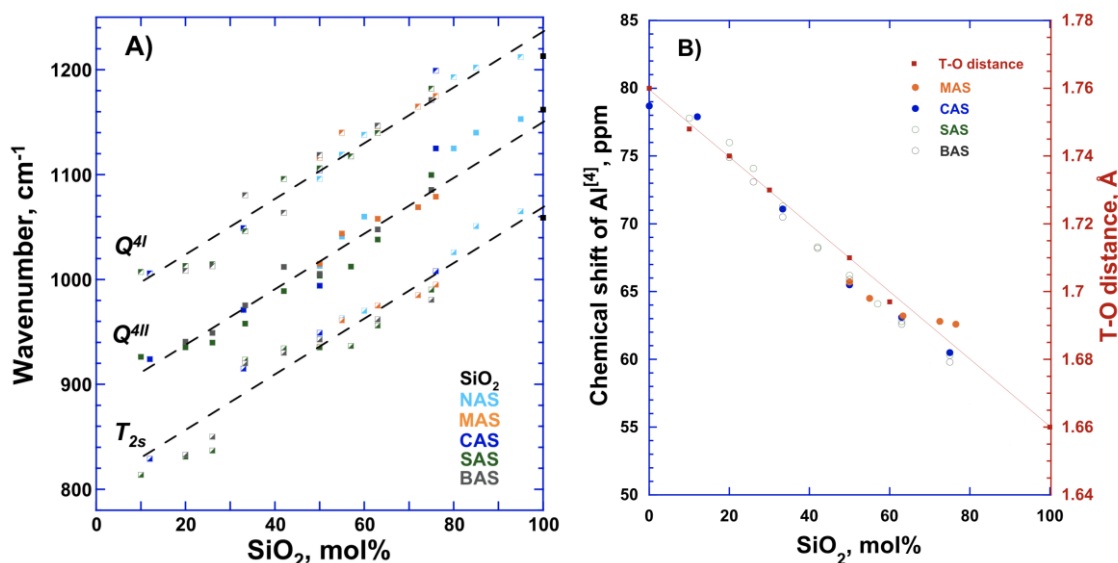 A)
Wavenumber, cm⁻¹
1200
1100
1000
900
800
Q⁴ᴵ
Q⁴ᴵᴵ
T₂ₛ
SiO₂
NAS
MAS
CAS
SAS
BAS
0 20 40 60 80 100
SiO₂, mol%
B)
Chemical shift of Al[⁴], ppm
85
80
75
70
65
60
55
50
T-O distance
MAS
CAS
SAS
BAS
0 20 40 60 80 100
SiO₂, mol%
1.78
1.76
1.74
1.72
1.7
1.68
1.66
1.64
T-O distance, Å